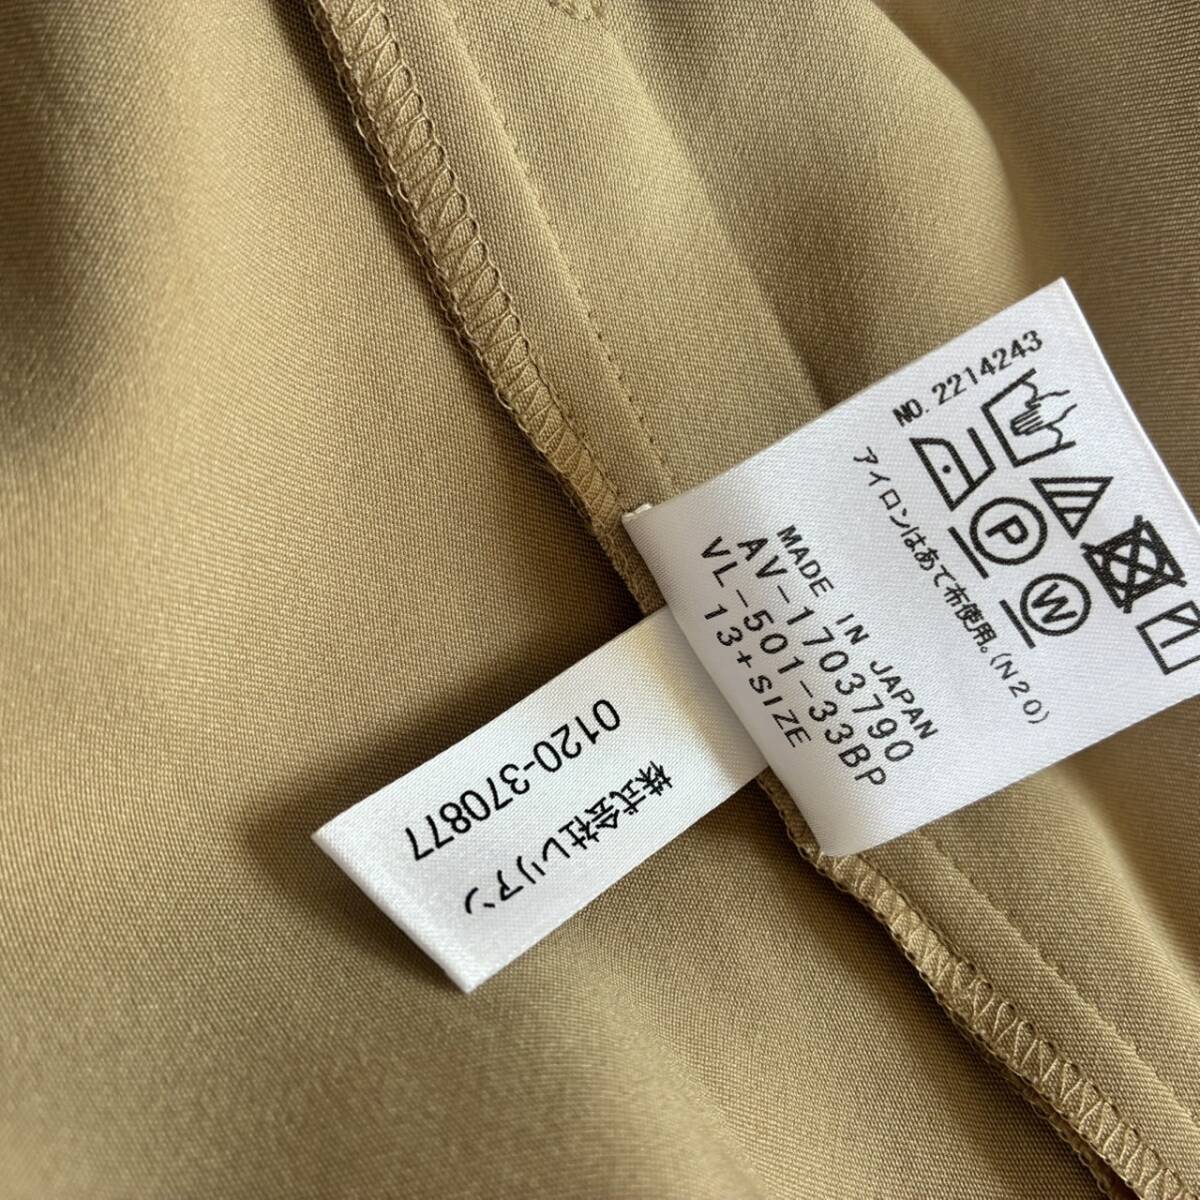 NO.2214243
P
W
アイロンはあて布使用。(N20)
MADE IN JAPAN
AV-1703790
VL-501-33BP
13+SIZE
株式会社レリアン
0120-370877